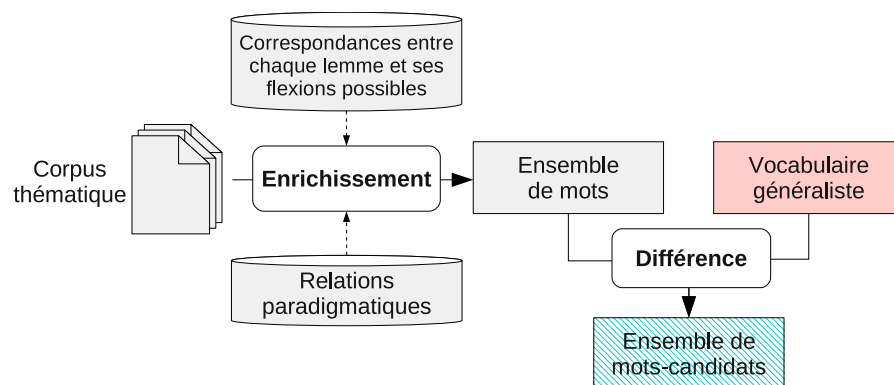 Correspondances entre
chaque lemme et ses
flexions possibles
Corpus
thématique
Enrichissement
Ensemble
de mots
Vocabulaire
généraliste
Relations
paradigmatiques
Différence
Ensemble de
mots-candidats